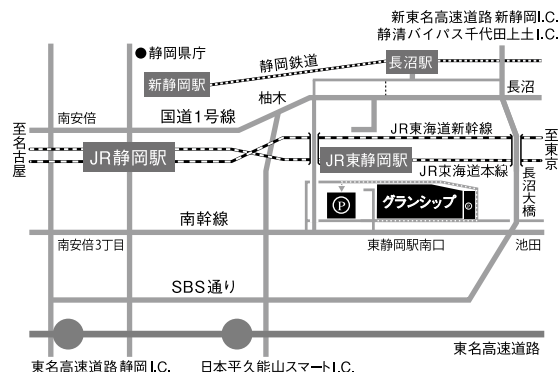 新東名高速道路 新静岡I.C.
静清バイパス千代田上土I.C.
●静岡県庁
静岡鉄道
長沼駅
新静岡駅
柚木
長沼
南安倍
国道1号線
至名古屋
JR東海道新幹線
至東京
JR静岡駅
JR東静岡駅
JR東海道本線
長沼大橋
P
グランシップ
P
南幹線
南安倍3丁目
東静岡駅南口
池田
SBS通り
東名高速道路
東名高速道路 静岡I.C.
日本平久能山スマートI.C.